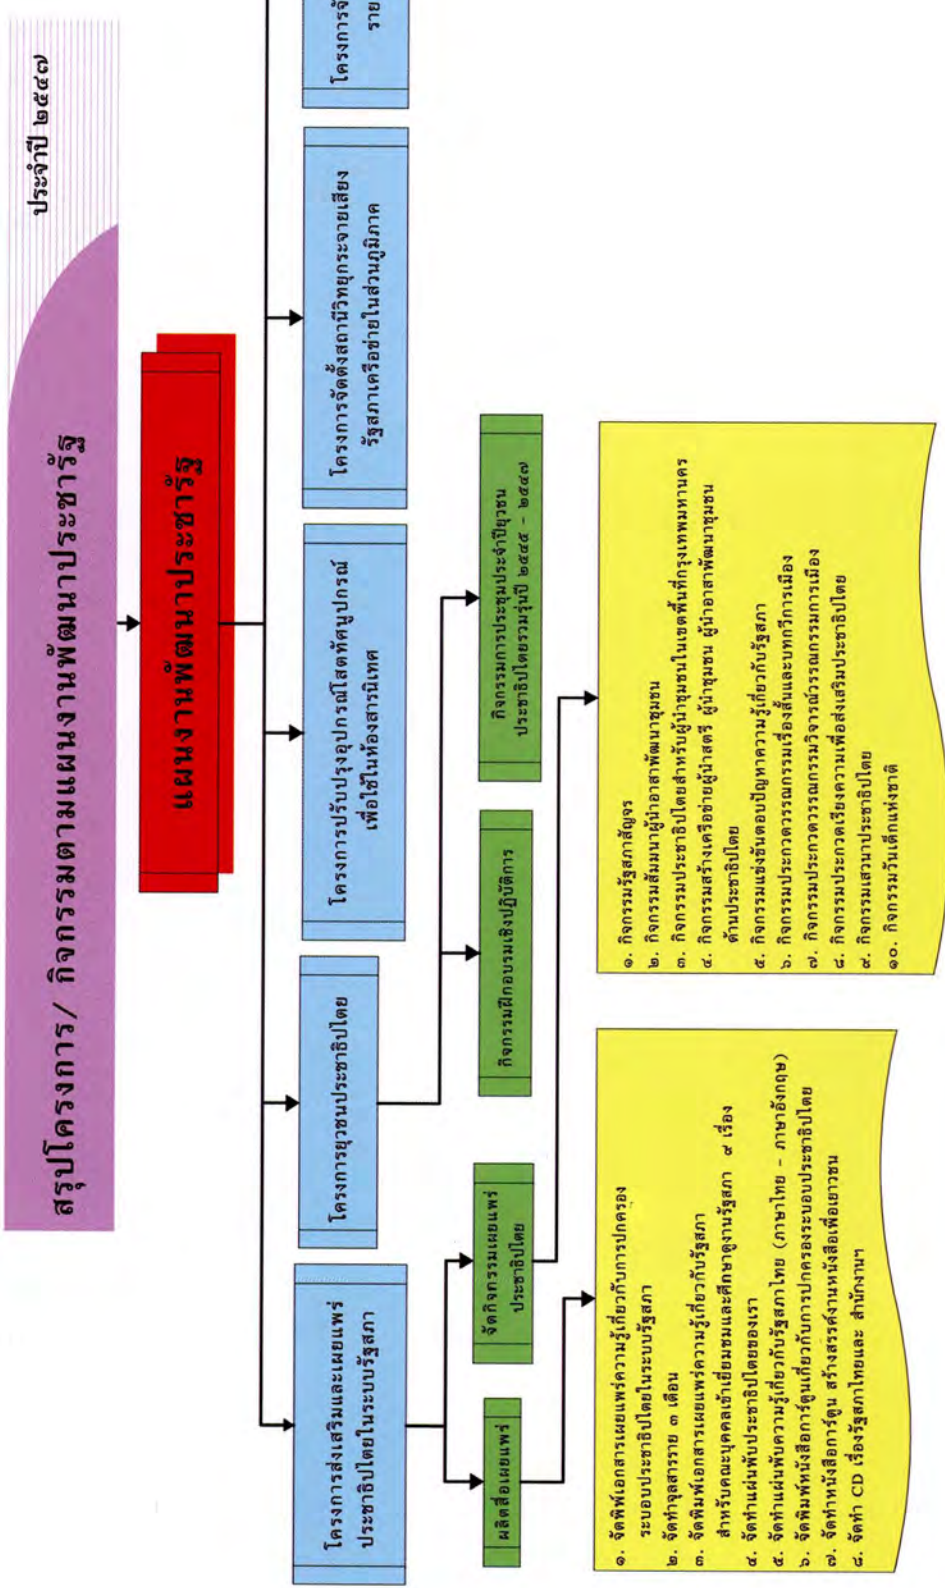 สรุปโครงการ/ กิจกรรมตามแผนงานพัฒนาประชารัฐ
ประจำปี ๒๕๔๗
แผนงานพัฒนาประชารัฐ
โครงการส่งเสริมและเผยแพร่
ประชาธิปไตยในระบบรัฐสภา
โครงการยุวชนประชาธิปไตย
โครงการปรับปรุงอุปกรณ์โสตทัศนูปกรณ์
เพื่อใช้ในห้องสารนิเทศ
โครงการจัดตั้งสถานีวิทยุกระจายเสียง
รัฐสภาเครือข่ายในส่วนภูมิภาค
โครงการจั
ราย
ผลิตสื่อเผยแพร่
จัดกิจกรรมเผยแพร่
ประชาธิปไตย
กิจกรรมฝึกอบรมเชิงปฏิบัติการ
กิจกรรมการประชุมประจำปียุวชน
ประชาธิปไตยรวมรุ่นปี ๒๕๔๕ - ๒๕๔๗
๑. จัดพิพ์เอกสารเผยแพร่ความรู้เกี่ยวกับการปกครอง
ระบอบประชาธิปไตยในระบบรัฐสภา
๒. จัดทำจุลสารราย ๓ เดือน
๓. จัดพิมพ์เอกสารเผยแพร่ความรู้เกี่ยวกับรัฐสภา
สำหรับคณะบุคคลเข้าเยี่ยมชมและศึกษาดูงานรัฐสภา ๙ เรื่อง
๔. จัดทำแผ่นพับประชาธิปไตยของเรา
๕. จัดทำแผ่นพับความรู้เกี่ยวกับรัฐสภาไทย (ภาษาไทย - ภาษาอังกฤษ)
๖. จัดพิมพ์หนังสือการ์ตูนเกี่ยวกับการปกครองระบอบประชาธิปไตย
๗. จัดทำหนังสือการ์ตูน สร้างสรรค์งานหนังสือเพื่อเยาวชน
๘. จัดทำ CD เรื่องรัฐสภาไทยและ สำนักงานฯ
๑. กิจกรรมรัฐสภาสัญจร
๒. กิจกรรมสัมมนาผู้นำอาสาพัฒนาชุมชน
๓. กิจกรรมประชาธิปไตยสำหรับผู้นำชุมชนในเขตพื้นที่กรุงเทพมหานคร
๔. กิจกรรมสร้างเครือข่ายผู้นำสตรี ผู้นำชุมชน ผู้นำอาสาพัฒนาชุมชน
ด้านประชาธิปไตย
๕. กิจกรรมแข่งขันตอบปัญหาความรู้เกี่ยวกับรัฐสภา
๖. กิจกรรมประกวดวรรณกรรมเรื่องสั้นและบทกวีการเมือง
๗. กิจกรรมประกวดวรรณกรรมวิจารณ์วรรณกรรมการเมือง
๘. กิจกรรมประกวดเรียงความเพื่อส่งเสริมประชาธิปไตย
๙. กิจกรรมเสวนาประชาธิปไตย
๑๐. กิจกรรมวันเด็กแห่งชาติ